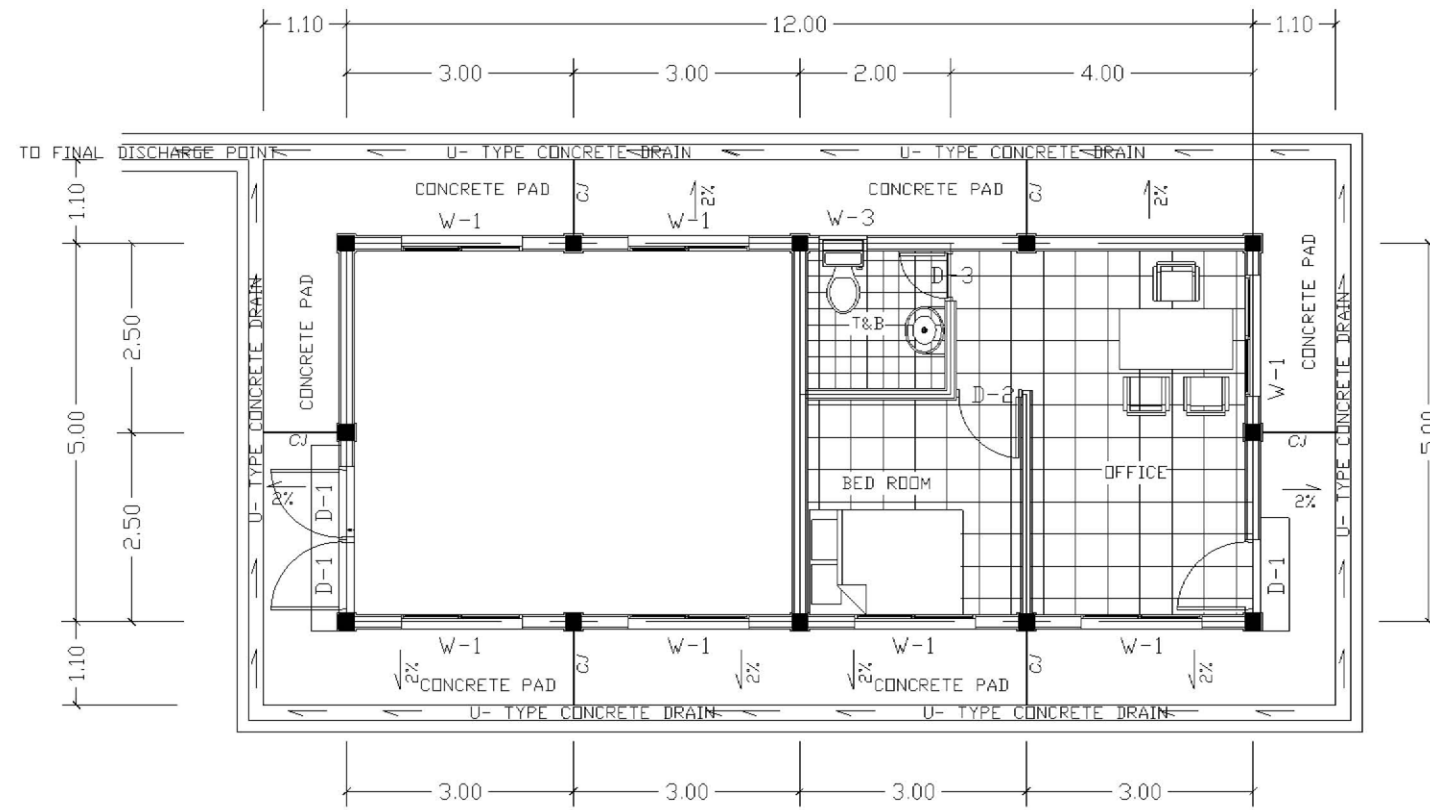 1.10 12.00 1.10
3.00 3.00 2.00 4.00
TO FINAL DISCHARGE POINT
U- TYPE CONCRETE DRAIN U- TYPE CONCRETE DRAIN
CONCRETE PAD CJ 2% CONCRETE PAD CJ 2%
1.10
W-1 W-1 W-3
D-3
T&B
CONCRETE PAD
U- TYPE CONCRETE DRAIN
2.50
5.00
2.50
1.10
CJ
2%
D-1
D-1
D-2
BED ROOM
OFFICE
W-1
CONCRETE PAD
U- TYPE CONCRETE DRAIN
CJ
2%
D-1
5.00
W-1 W-1 W-1 W-1
2% CONCRETE PAD CJ 2% 2% CONCRETE PAD CJ 2%
U- TYPE CONCRETE DRAIN U- TYPE CONCRETE DRAIN
3.00 3.00 3.00 3.00